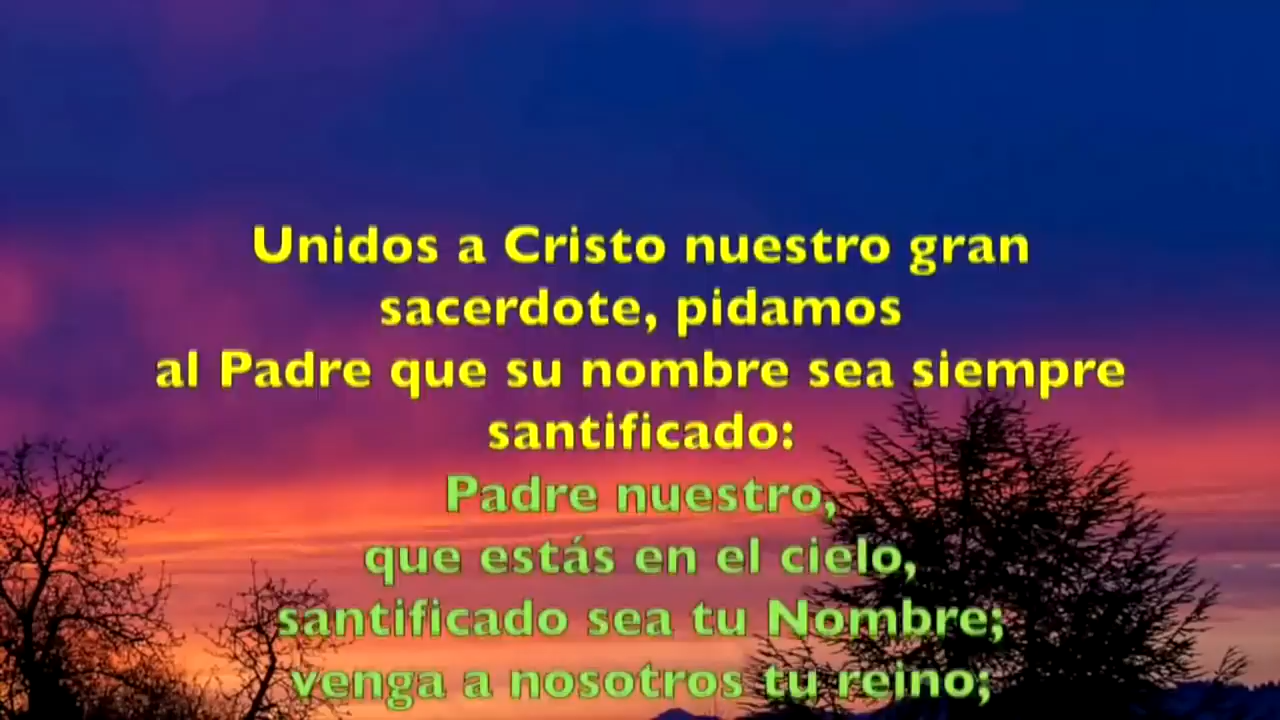 Unidos a Cristo nuestro gran
sacerdote, pidamos
al Padre que su nombre sea siempre
santificado:
Padre nuestro,
que estás en el cielo,
santificado sea tu Nombre;
venga a nosotros tu reino;